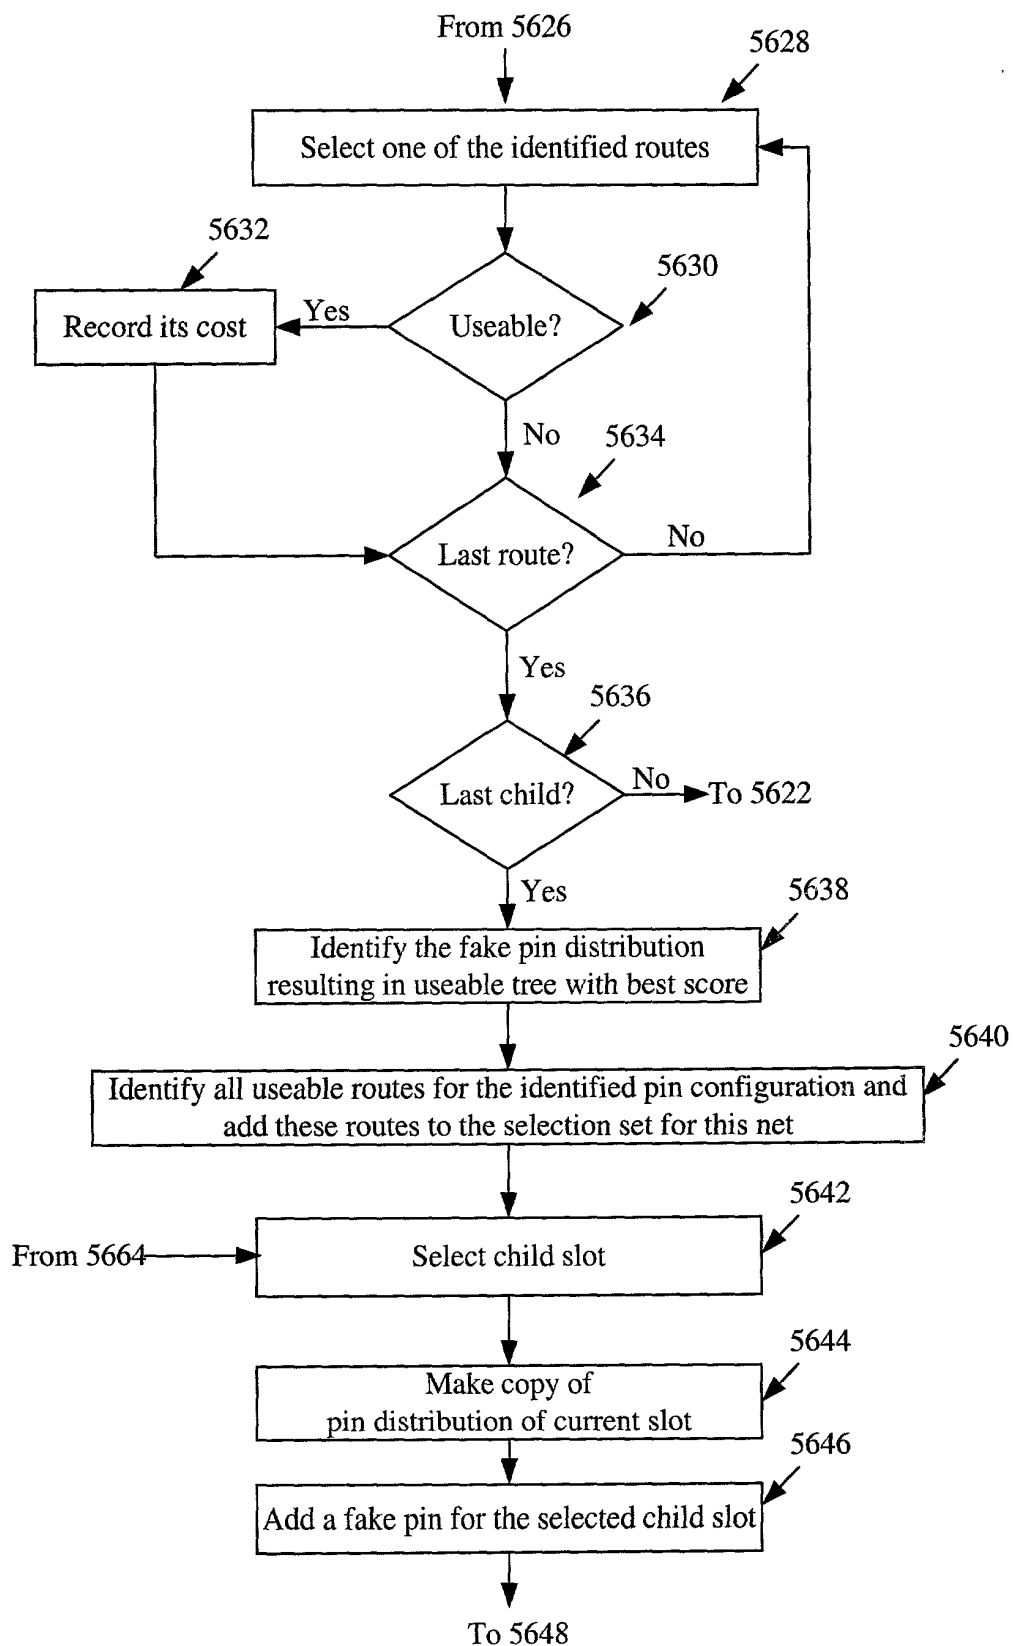 From 5626
5628
Select one of the identified routes
5632
5630
Record its cost
Yes
Useable?
No
5634
Last route?
No
Yes
5636
Last child?
No
To 5622
Yes
5638
Identify the fake pin distribution
resulting in useable tree with best score
5640
Identify all useable routes for the identified pin configuration and
add these routes to the selection set for this net
5642
From 5664
Select child slot
5644
Make copy of
pin distribution of current slot
5646
Add a fake pin for the selected child slot
To 5648